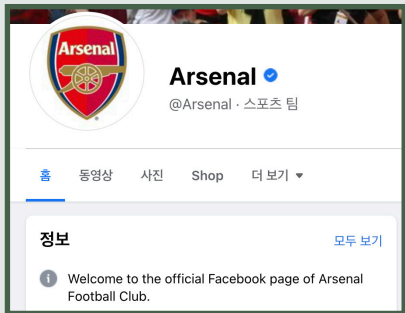 Arsenal
Arsenal
@Arsenal · 스포츠 팀
홈 동영상 사진 Shop 더 보기 ▼
정보 모두 보기
Welcome to the official Facebook page of Arsenal
Football Club.